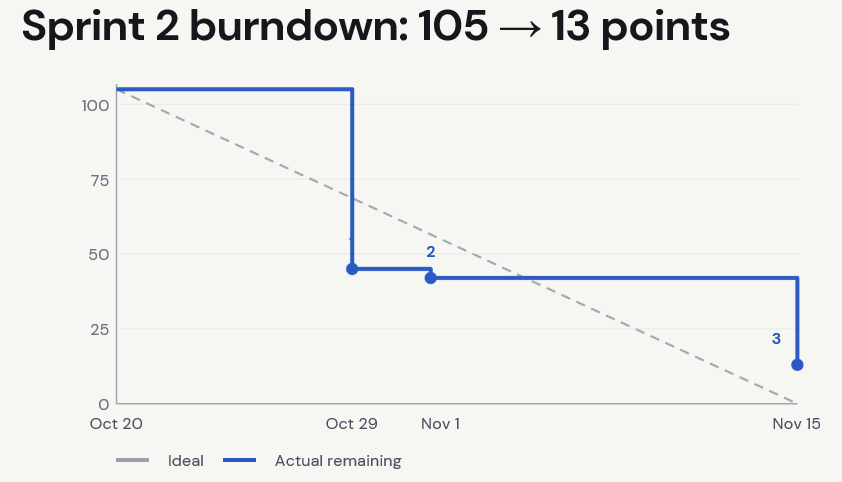 Sprint 2 burndown: 105 → 13 points
100
75
50
25
0
2
3
Oct 20
Oct 29
Nov 1
Nov 15
Ideal
Actual remaining